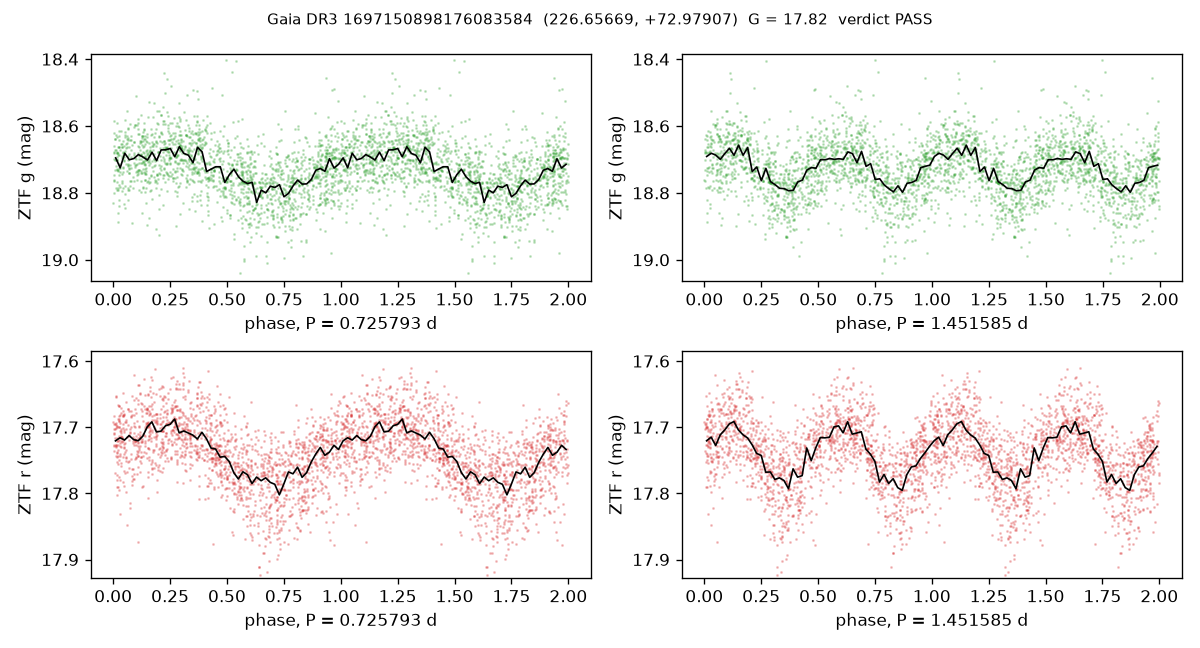 Gaia DR3 1697150898176083584  (226.65669, +72.97907)  G = 17.82  verdict PASS
18.4
18.6
18.8
19.0
ZTF g (mag)
0.00 0.25 0.50 0.75 1.00 1.25 1.50 1.75 2.00
phase, P = 0.725793 d
18.4
18.6
18.8
19.0
ZTF g (mag)
0.00 0.25 0.50 0.75 1.00 1.25 1.50 1.75 2.00
phase, P = 1.451585 d
17.6
17.7
17.8
17.9
ZTF r (mag)
0.00 0.25 0.50 0.75 1.00 1.25 1.50 1.75 2.00
phase, P = 0.725793 d
17.6
17.7
17.8
17.9
ZTF r (mag)
0.00 0.25 0.50 0.75 1.00 1.25 1.50 1.75 2.00
phase, P = 1.451585 d